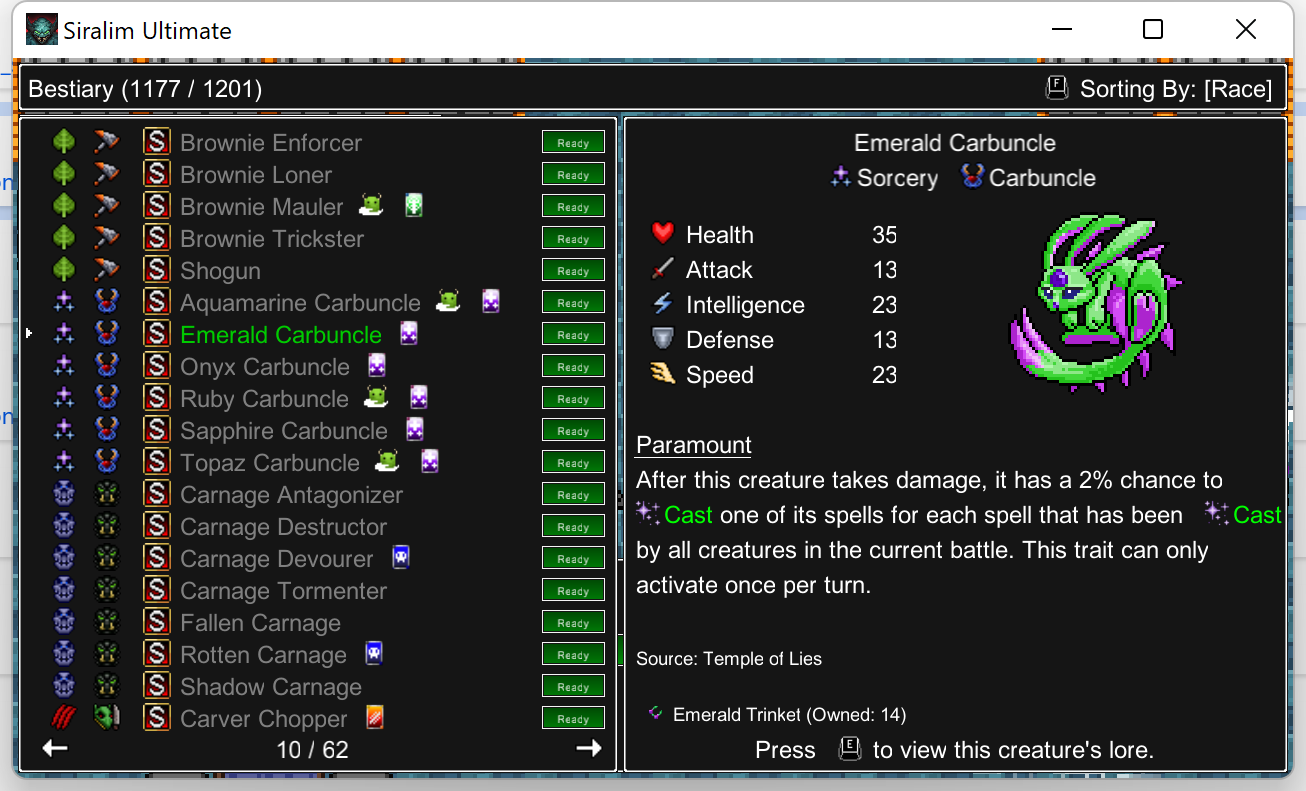 Siralim Ultimate
Bestiary (1177 / 1201)
F
Sorting By: [Race]
S Brownie Enforcer Ready
S Brownie Loner Ready
S Brownie Mauler Ready
S Brownie Trickster Ready
S Shogun Ready
S Aquamarine Carbuncle Ready
S Emerald Carbuncle Ready
S Onyx Carbuncle Ready
S Ruby Carbuncle Ready
S Sapphire Carbuncle Ready
S Topaz Carbuncle Ready
S Carnage Antagonizer Ready
S Carnage Destructor Ready
S Carnage Devourer Ready
S Carnage Tormenter Ready
S Fallen Carnage Ready
S Rotten Carnage Ready
S Shadow Carnage Ready
S Carver Chopper Ready
10 / 62
Emerald Carbuncle
Sorcery Carbuncle
Health 35
Attack 13
Intelligence 23
Defense 13
Speed 23
Paramount
After this creature takes damage, it has a 2% chance to
Cast one of its spells for each spell that has been Cast
by all creatures in the current battle. This trait can only
activate once per turn.
Source: Temple of Lies
Emerald Trinket (Owned: 14)
Press E to view this creature's lore.